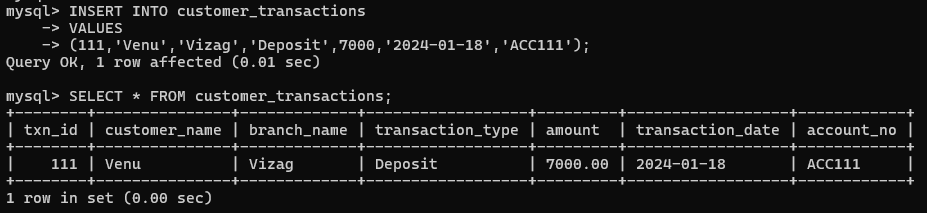 mysql> INSERT INTO customer_transactions
    -> VALUES
    -> (111,'Venu','Vizag','Deposit',7000,'2024-01-18','ACC111');
Query OK, 1 row affected (0.01 sec)
mysql> SELECT * FROM customer_transactions;
+--------+---------------+-------------+------------------+---------+------------------+------------+
| txn_id | customer_name | branch_name | transaction_type | amount  | transaction_date | account_no |
+--------+---------------+-------------+------------------+---------+------------------+------------+
|    111 | Venu          | Vizag       | Deposit          | 7000.00 | 2024-01-18       | ACC111     |
+--------+---------------+-------------+------------------+---------+------------------+------------+
1 row in set (0.00 sec)